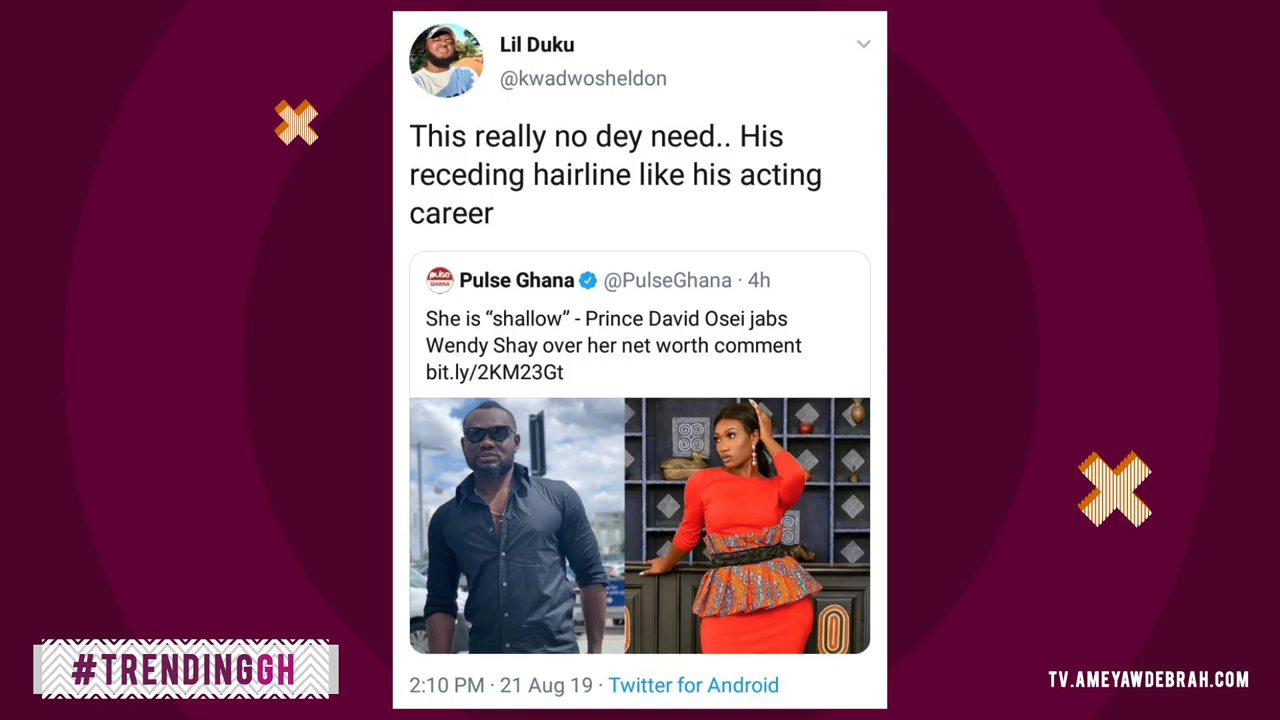 Lil Duku
@kwadwosheldon
This really no dey need.. His
receding hairline like his acting
career
pulse
GHANA
Pulse Ghana @PulseGhana · 4h
She is “shallow” - Prince David Osei jabs
Wendy Shay over her net worth comment
bit.ly/2KM23Gt
2:10 PM · 21 Aug 19 · Twitter for Android
#TRENDINGGH
TV.AMEYAWDEBRAH.COM